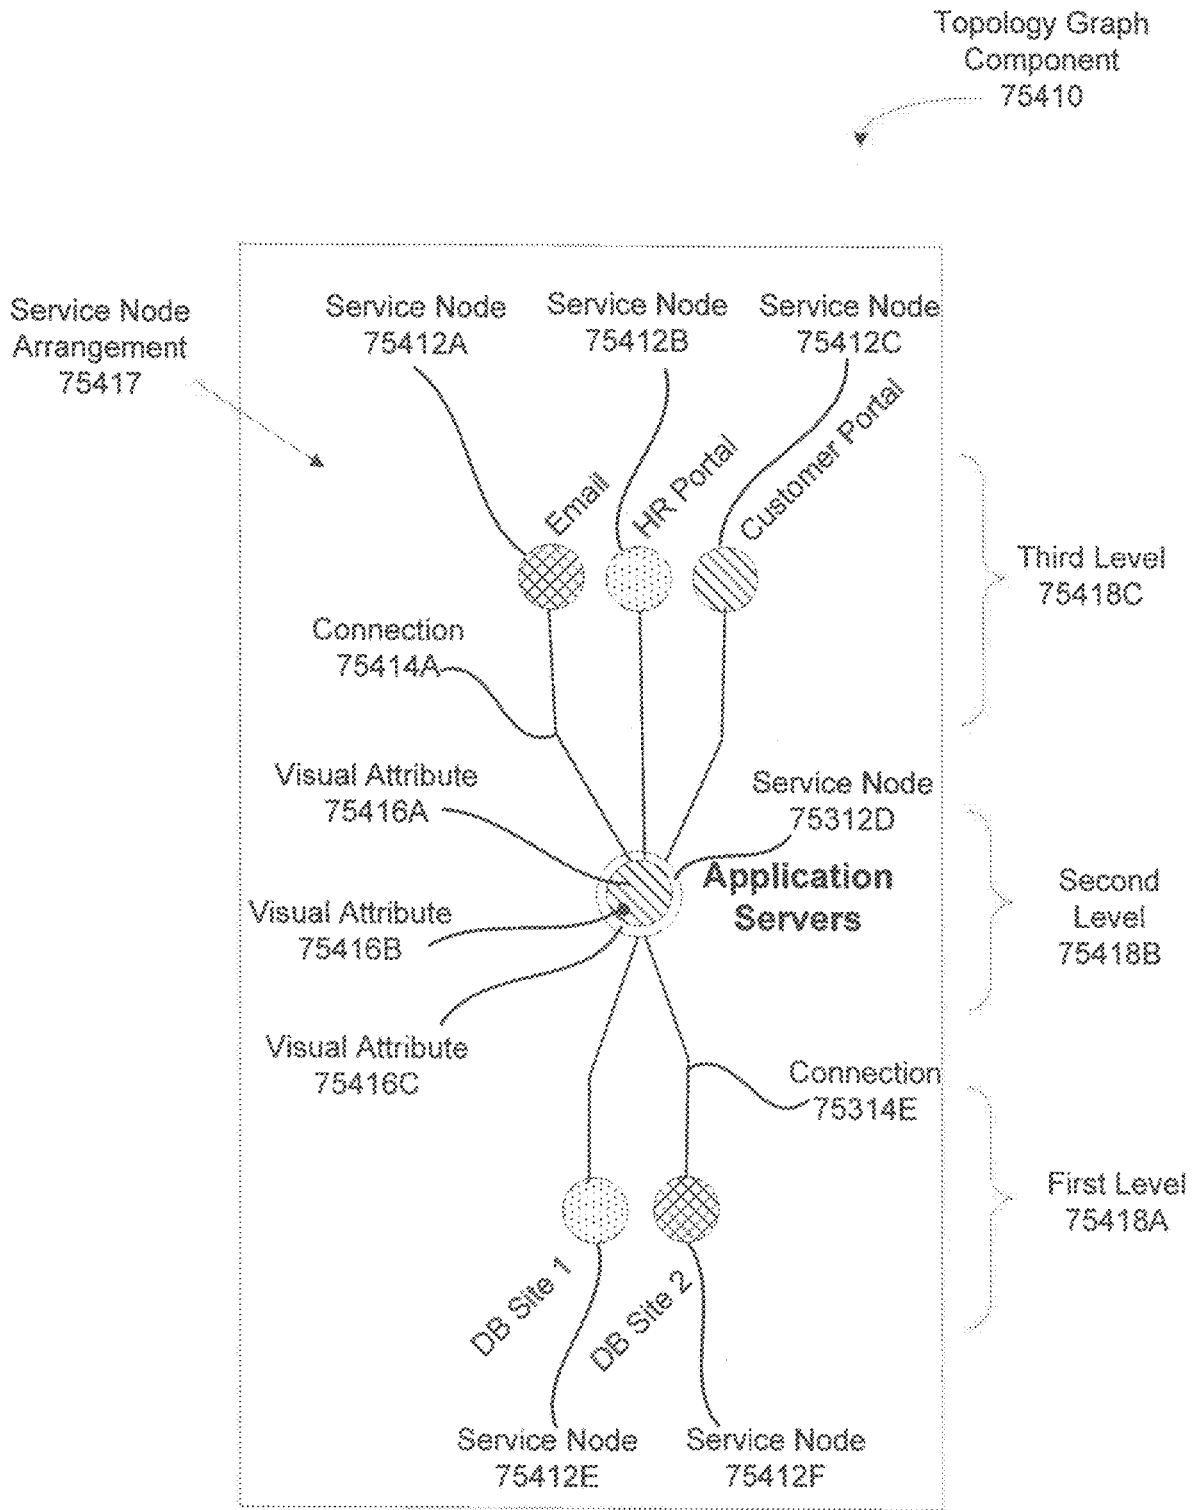 Topology Graph
Component
75410
Service Node
Arrangement
75417
Service Node
75412A
Service Node
75412B
Service Node
75412C
Email
HR Portal
Customer Portal
Third Level
75418C
Connection
75414A
Visual Attribute
75416A
Service Node
75312D
Application
Servers
Visual Attribute
75416B
Second
Level
75418B
Visual Attribute
75416C
Connection
75314E
First Level
75418A
DB Site 1
DB Site 2
Service Node
75412E
Service Node
75412F